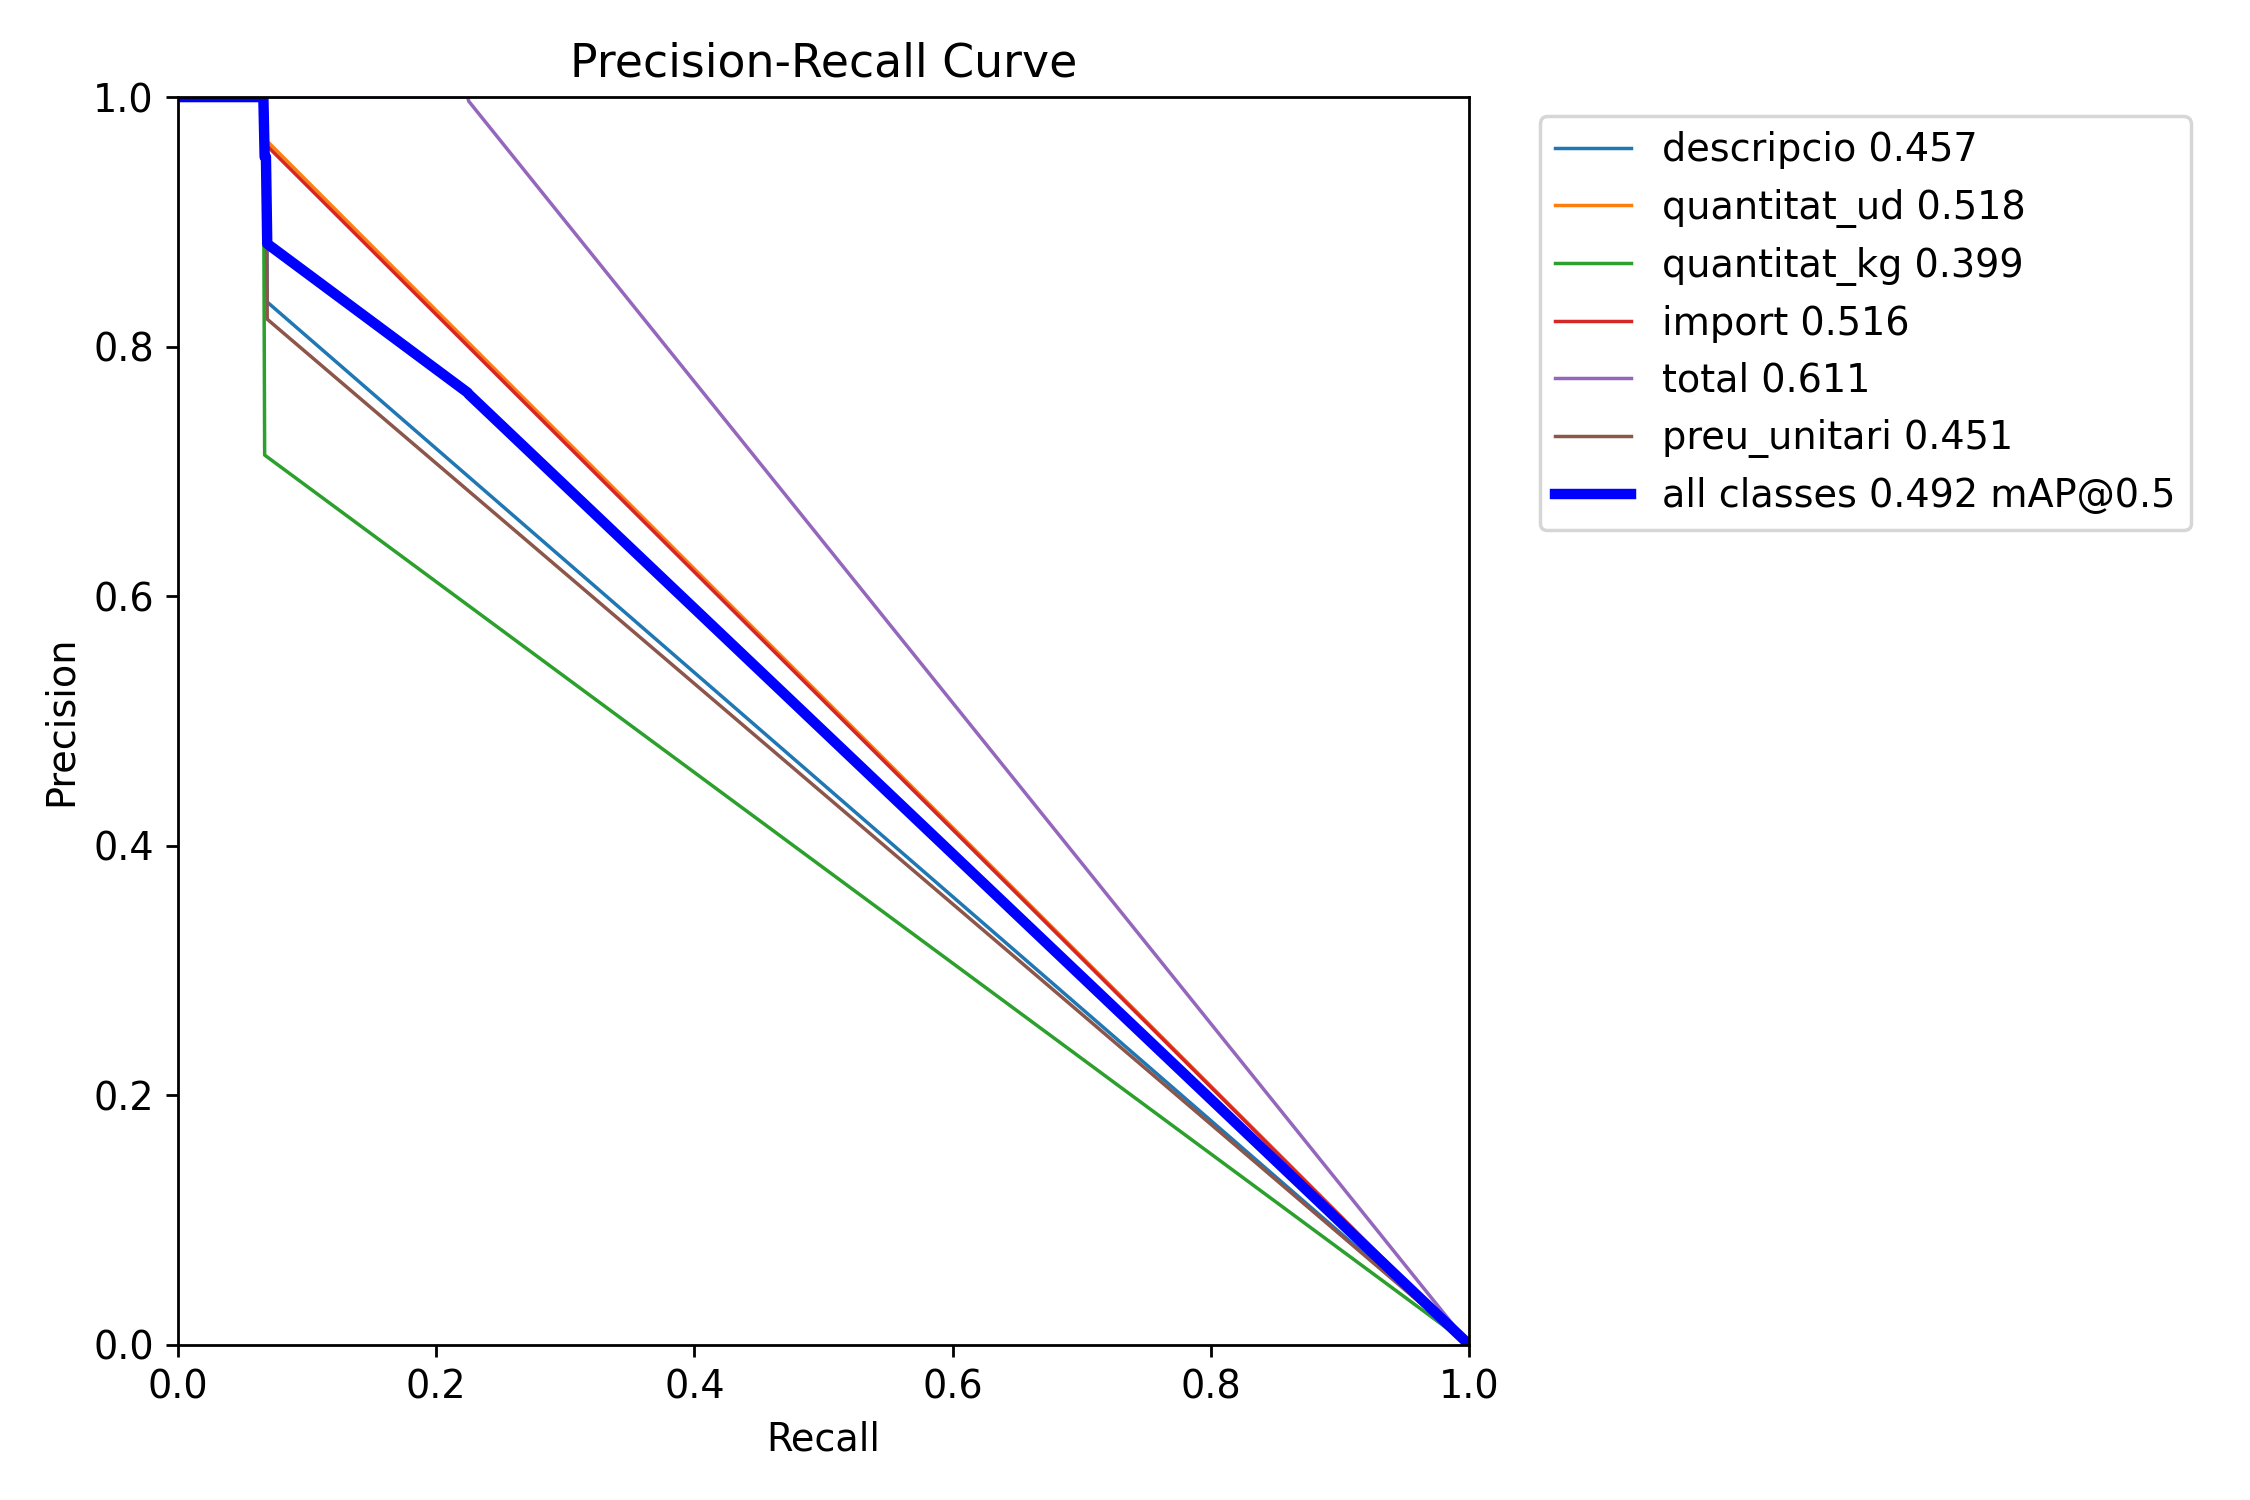 Precision-Recall Curve
1.0
0.8
0.6
0.4
0.2
0.0
Precision
0.0 0.2 0.4 0.6 0.8 1.0
Recall
descripcio 0.457
quantitat_ud 0.518
quantitat_kg 0.399
import 0.516
total 0.611
preu_unitari 0.451
all classes 0.492 mAP@0.5